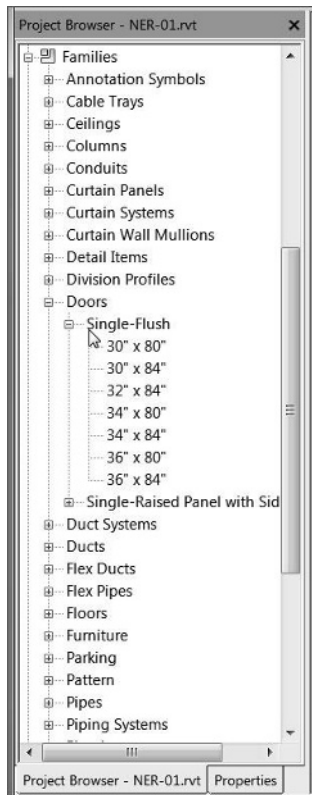 Project Browser - NER-01.rvt
Families
Annotation Symbols
Cable Trays
Ceilings
Columns
Conduits
Curtain Panels
Curtain Systems
Curtain Wall Mullions
Detail Items
Division Profiles
Doors
Single-Flush
30" x 80"
30" x 84"
32" x 84"
34" x 80"
34" x 84"
36" x 80"
36" x 84"
Single-Raised Panel with Sid
Duct Systems
Ducts
Flex Ducts
Flex Pipes
Floors
Furniture
Parking
Pattern
Pipes
Piping Systems
Project Browser - NER-01.rvt Properties